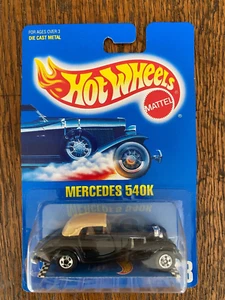 FOR AGES OVER 3
DIE CAST METAL
Hot Wheels
MATTEL
MERCEDES 540K